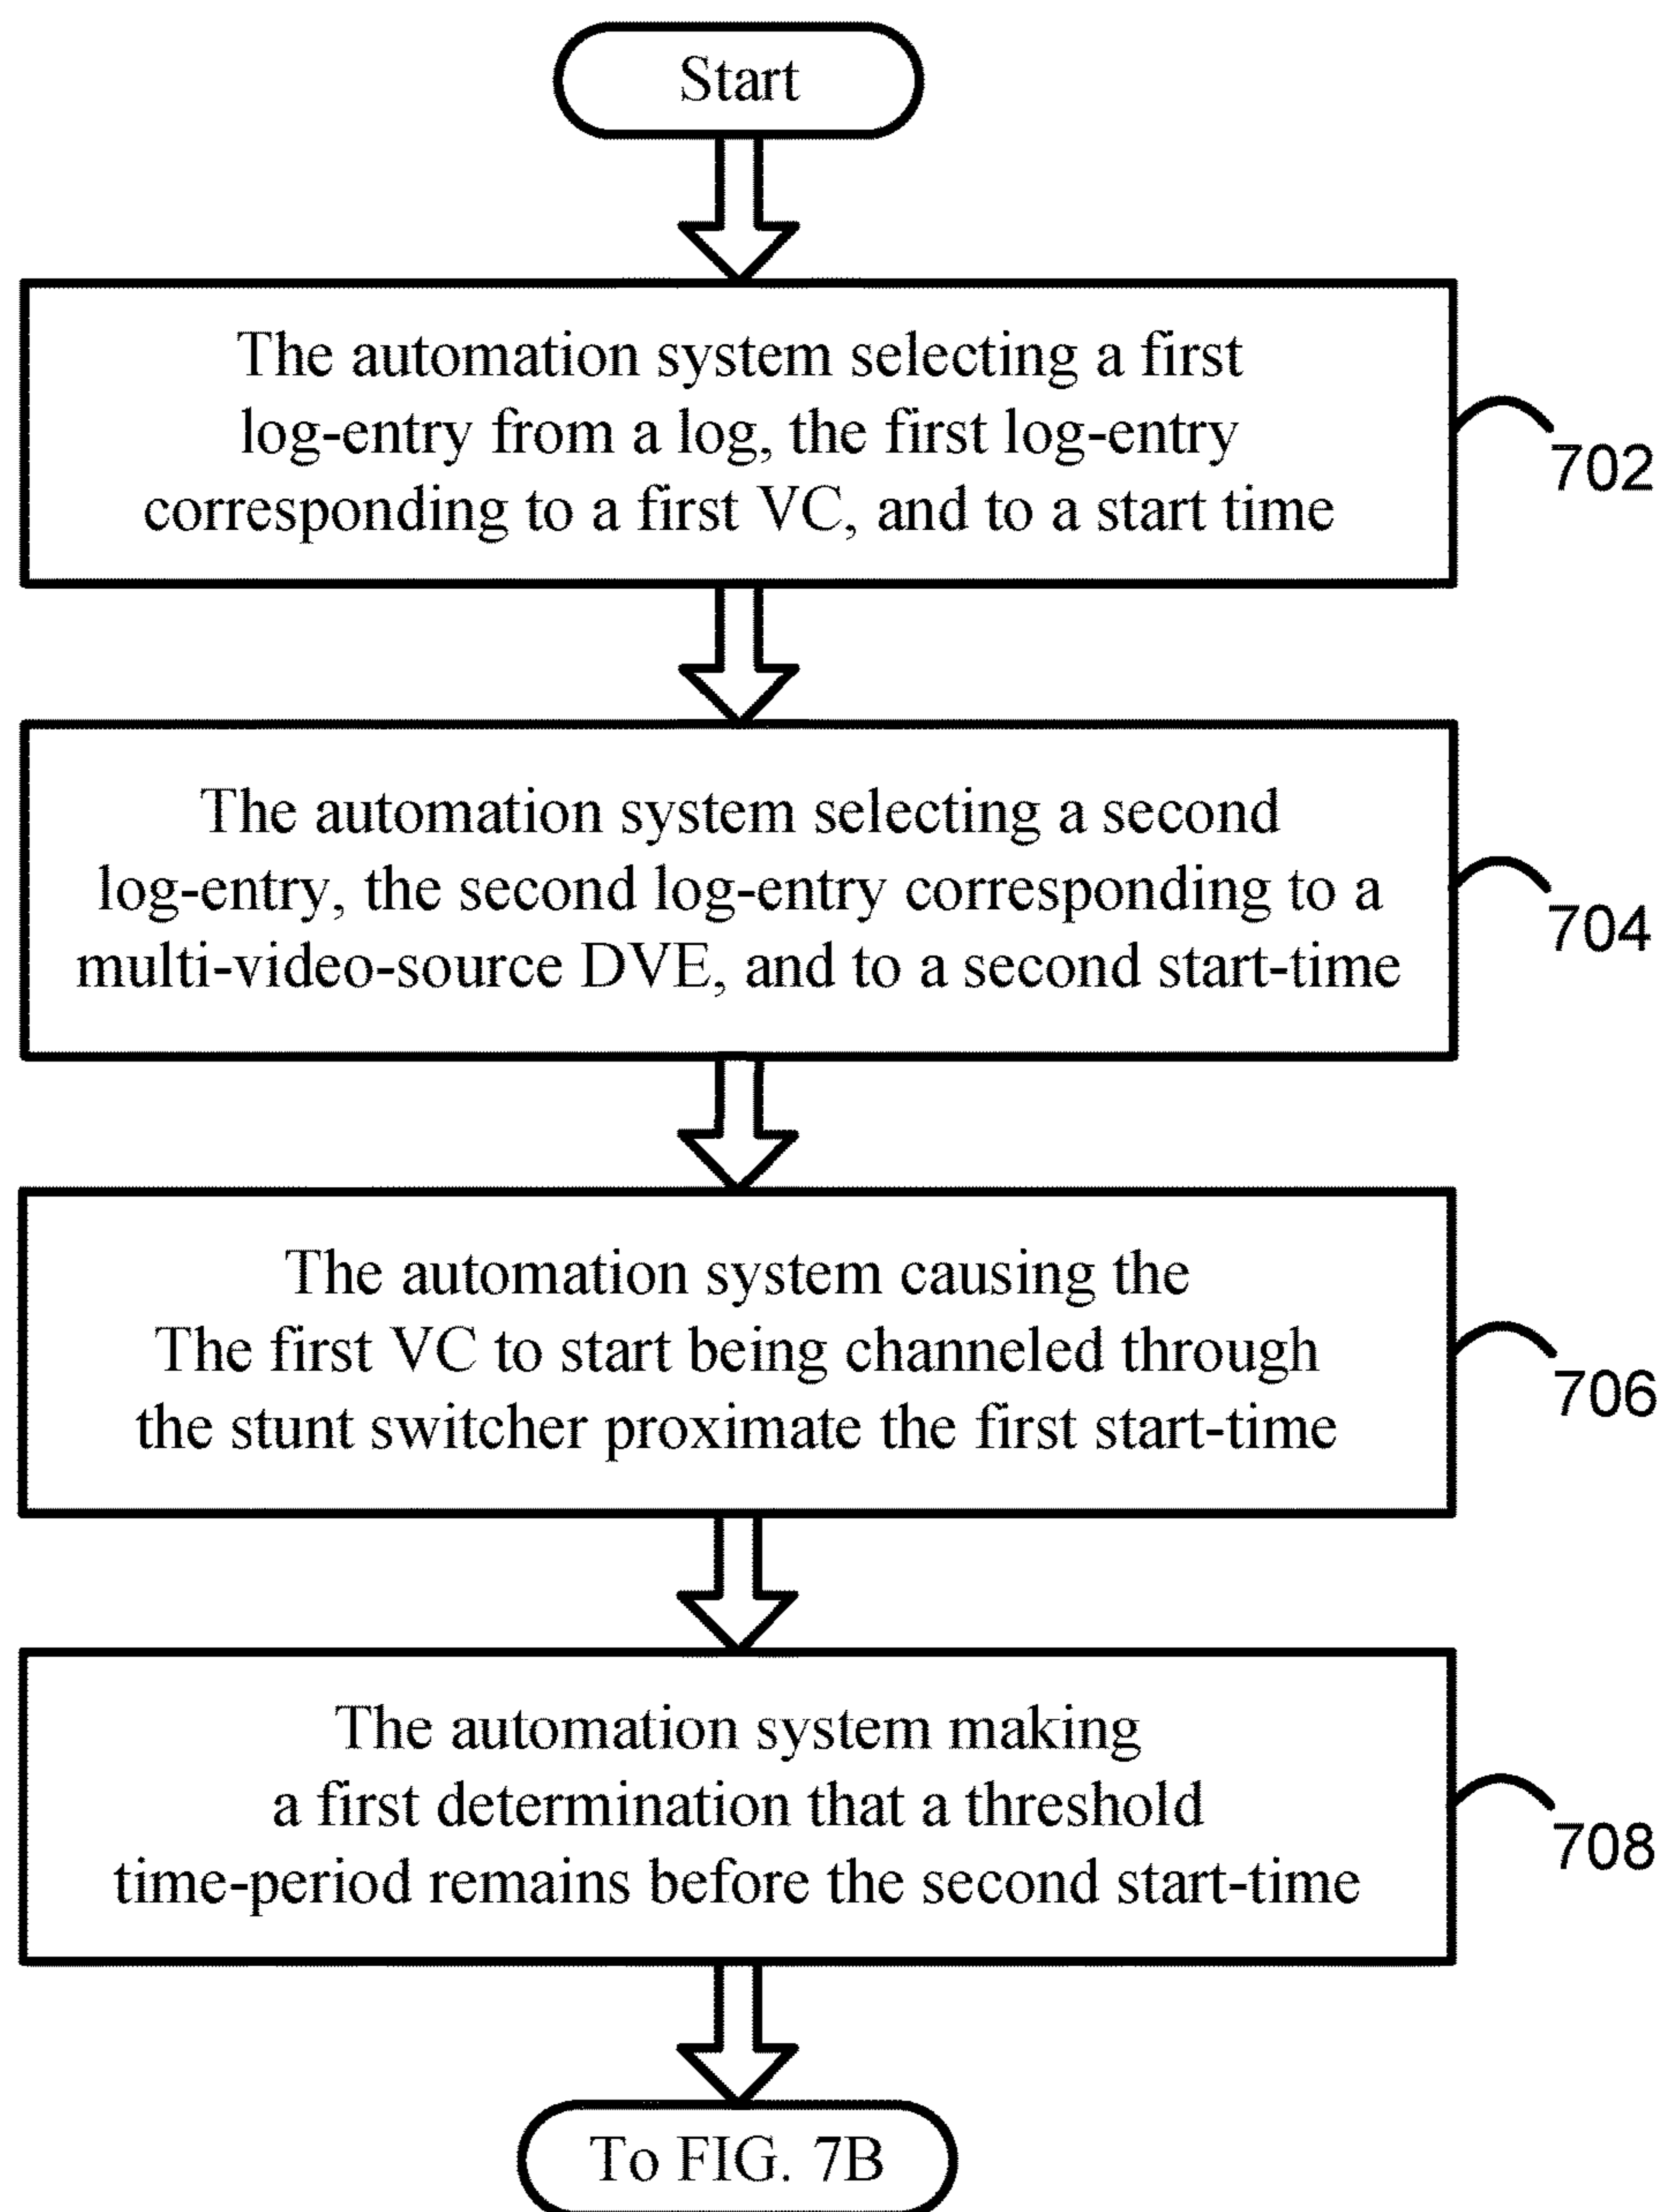 Start
The automation system selecting a first
log-entry from a log, the first log-entry
corresponding to a first VC, and to a start time
702
The automation system selecting a second
log-entry, the second log-entry corresponding to a
multi-video-source DVE, and to a second start-time
704
The automation system causing the
The first VC to start being channeled through
the stunt switcher proximate the first start-time
706
The automation system making
a first determination that a threshold
time-period remains before the second start-time
708
To FIG. 7B